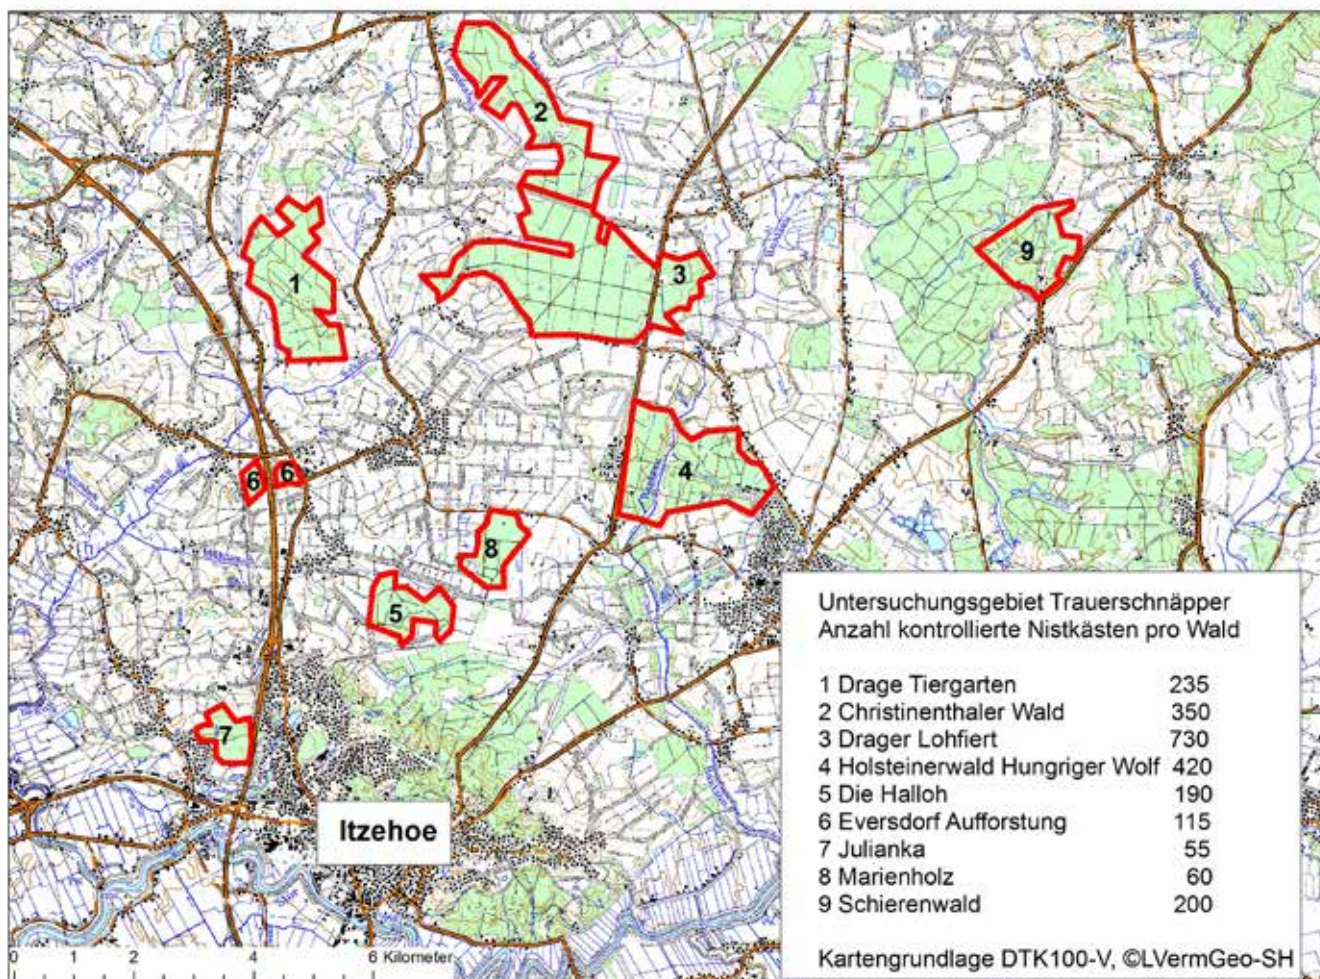 2
1
3
9
6
6
4
8
5
7
Itzehoe
0 1 2 4 6 Kilometer
Untersuchungsgebiet Trauerschnäpper
Anzahl kontrollierte Nistkästen pro Wald
1 Drage Tiergarten 235
2 Christinenthaler Wald 350
3 Drager Lohfiert 730
4 Holsteinerwald Hungriger Wolf 420
5 Die Halloh 190
6 Eversdorf Aufforstung 115
7 Julianka 55
8 Marienholz 60
9 Schierenwald 200
Kartengrundlage DTK100-V, ©LVermGeo-SH